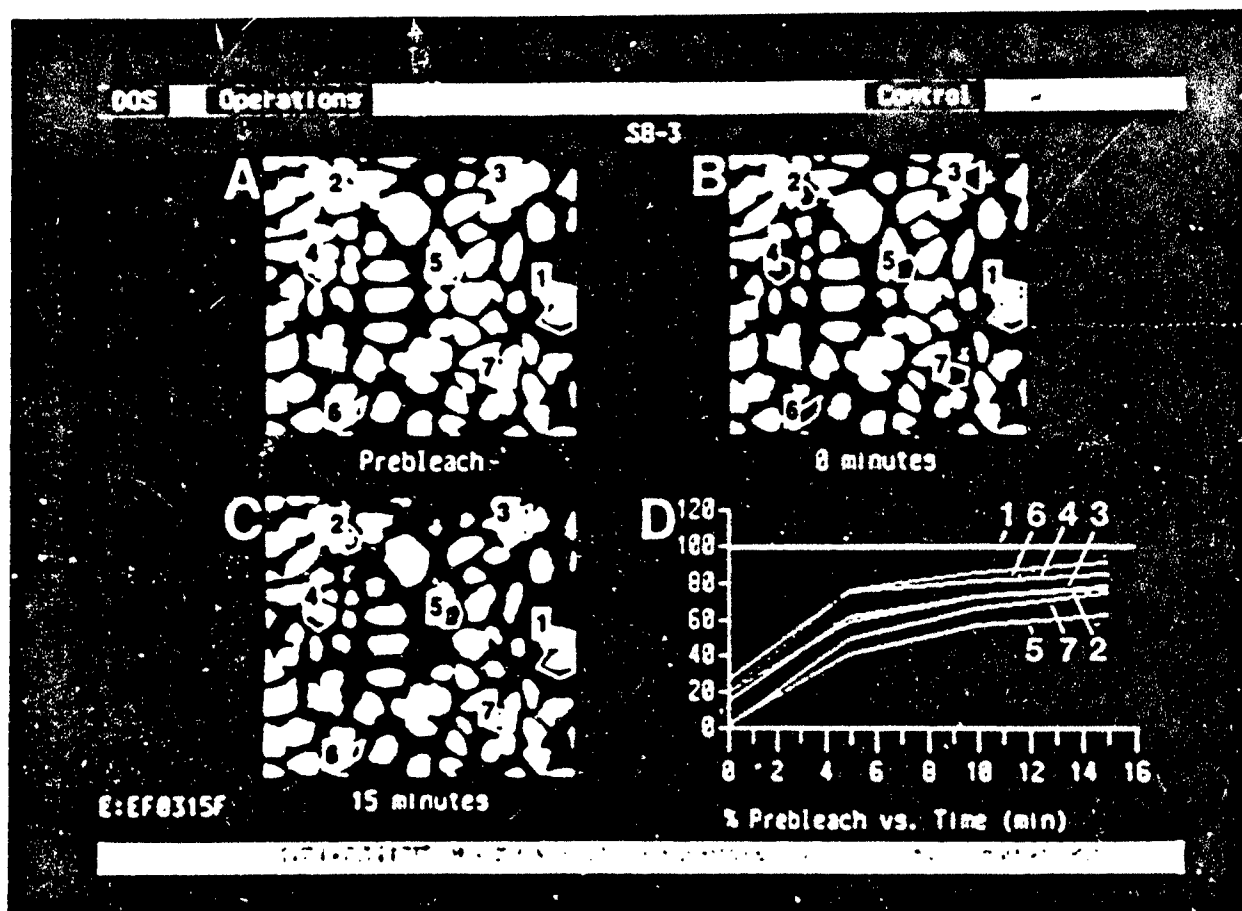 DOS Operations Control
SB-3
A
2 3
4 5
1
7
6
Prebleach
B
2 3
4 5
1
7
6
0 minutes
C
2 3
4 5
1
7
6
15 minutes
D
120
100
80
60
40
20
0
1 6 4 3
5 7 2
0 2 4 6 8 10 12 14 16
% Prebleach vs. Time (min)
E:EF0315F